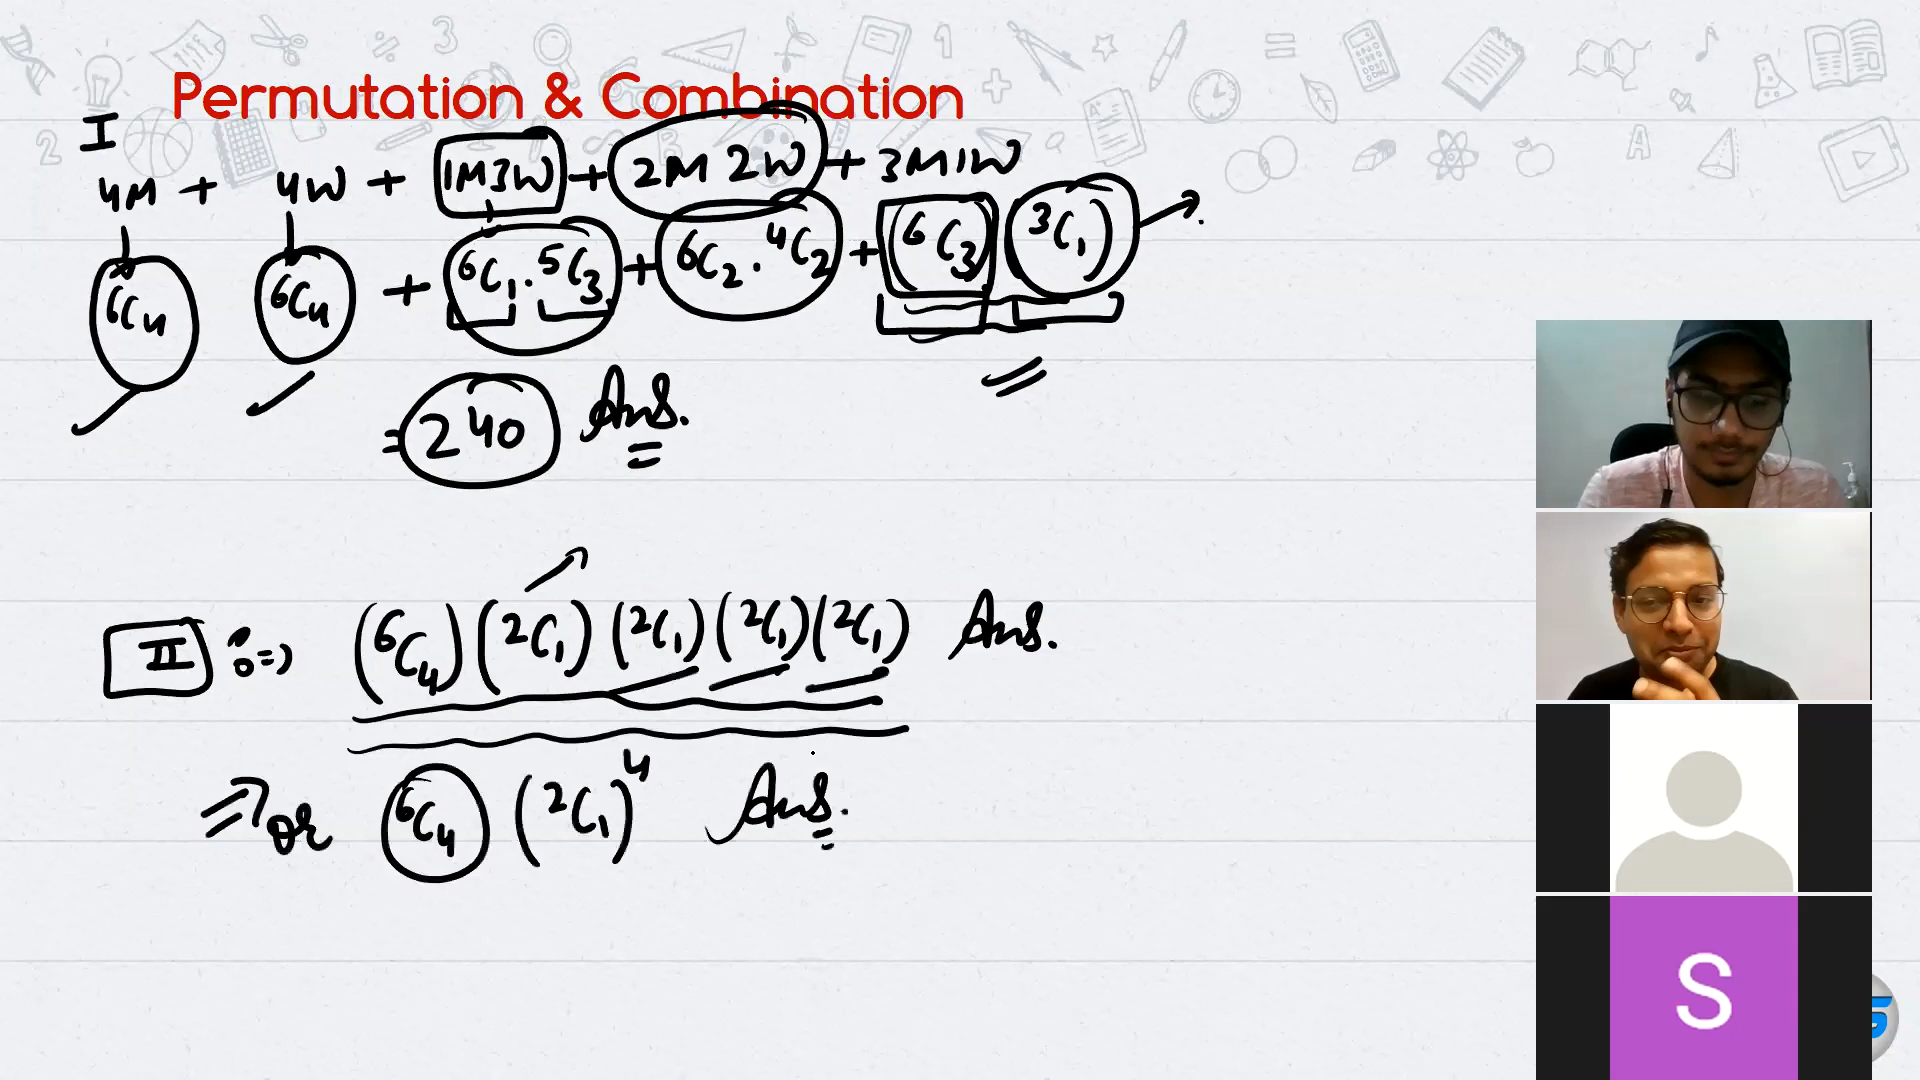 Permutation & Combination
I
4M + 4W + 1M3W + 2M 2W + 3M1W
⁶C₄ ⁶C₄ + ⁶C₁ . ⁵C₃ + ⁶C₂ . ⁴C₂ + (⁶C₃) (³C₁)
= 240 Ans.
II :=> (⁶C₄) (²C₁) (²C₁) (²C₁) (²C₁) Ans.
=> or ⁶C₄ (²C₁)⁴ Ans.
S